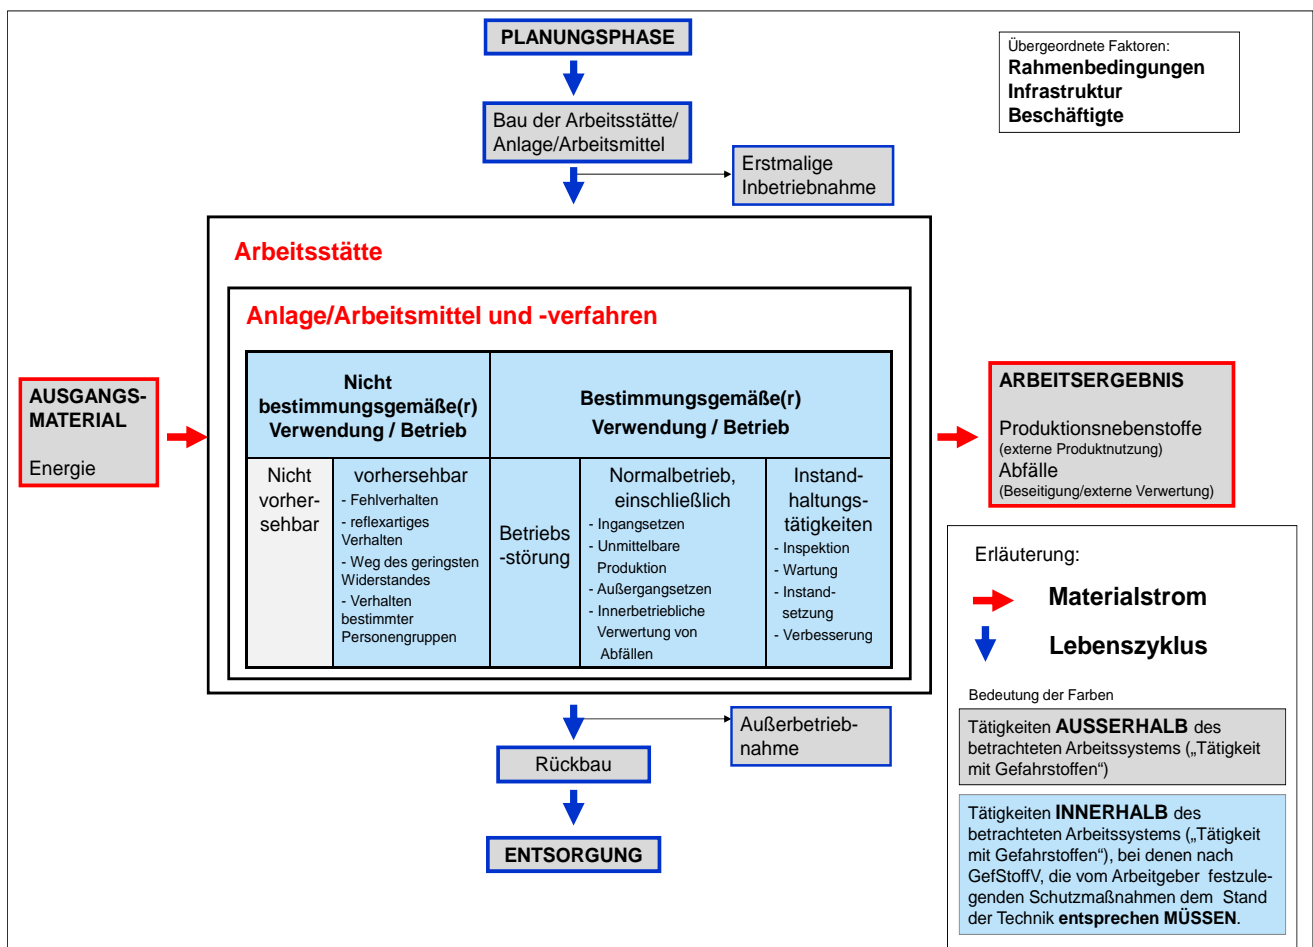 PLANUNGSPHASE
Übergeordnete Faktoren:
Rahmenbedingungen
Infrastruktur
Beschäftigte
Bau der Arbeitsstätte/
Anlage/Arbeitsmittel
Erstmalige
Inbetriebnahme
Arbeitsstätte
Anlage/Arbeitsmittel und -verfahren
AUSGANGS-
MATERIAL
Energie
Nicht
bestimmungsgemäße(r)
Verwendung / Betrieb
Bestimmungsgemäße(r)
Verwendung / Betrieb
Nicht
vorher-
sehbar
vorhersehbar
- Fehlverhalten
- reflexartiges
Verhalten
- Weg des geringsten
Widerstandes
- Verhalten
bestimmter
Personengruppen
Betriebs
-störung
Normalbetrieb,
einschließlich
- Ingangsetzen
- Unmittelbare
Produktion
- Außergangsetzen
- Innerbetriebliche
Verwertung von
Abfällen
Instand-
haltungs-
tätigkeiten
- Inspektion
- Wartung
- Instand-
setzung
- Verbesserung
ARBEITSERGEBNIS
Produktionsnebenstoffe
(externe Produktnutzung)
Abfälle
(Beseitigung/externe Verwertung)
Außerbetrieb-
nahme
Rückbau
ENTSORGUNG
Erläuterung:
Materialstrom
Lebenszyklus
Bedeutung der Farben
Tätigkeiten AUSSERHALB des
betrachteten Arbeitssystems („Tätigkeit
mit Gefahrstoffen“)
Tätigkeiten INNERHALB des
betrachteten Arbeitssystems („Tätigkeit
mit Gefahrstoffen“), bei denen nach
GefStoffV, die vom Arbeitgeber festzule-
genden Schutzmaßnahmen dem Stand
der Technik entsprechen MÜSSEN.